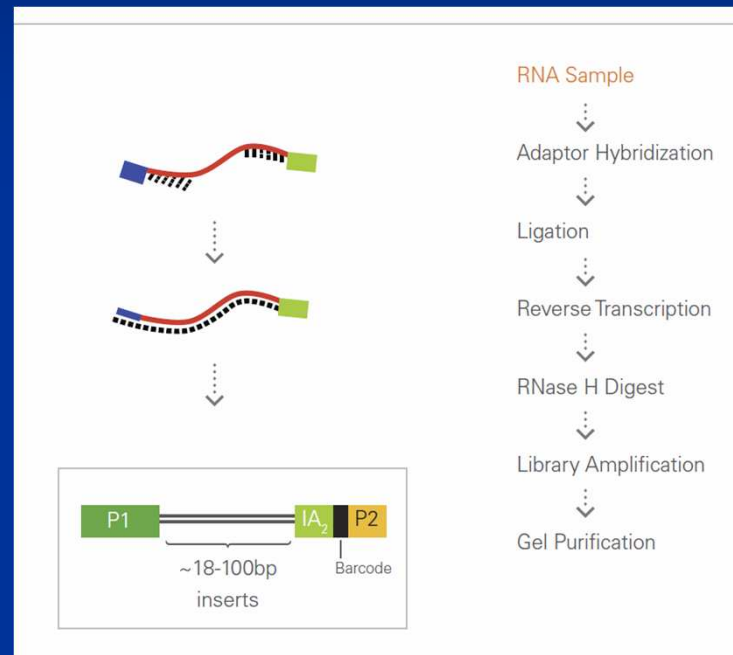 RNA Sample
Adaptor Hybridization
Ligation
Reverse Transcription
RNase H Digest
Library Amplification
Gel Purification
P1
IA₂
P2
~18-100bp
inserts
Barcode